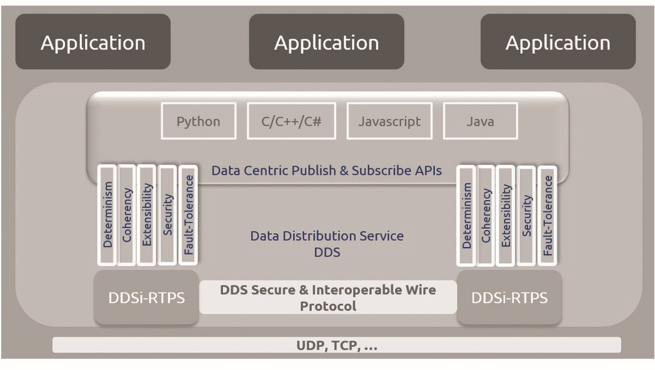 Application
Application
Application
Python
C/C++/C#
Javascript
Java
Data Centric Publish & Subscribe APIs
Determinism
Coherency
Extensibility
Security
Fault-Tolerance
Data Distribution Service
DDS
Determinism
Coherency
Extensibility
Security
Fault-Tolerance
DDSi-RTPS
DDS Secure & Interoperable Wire
Protocol
DDSi-RTPS
UDP, TCP, ...